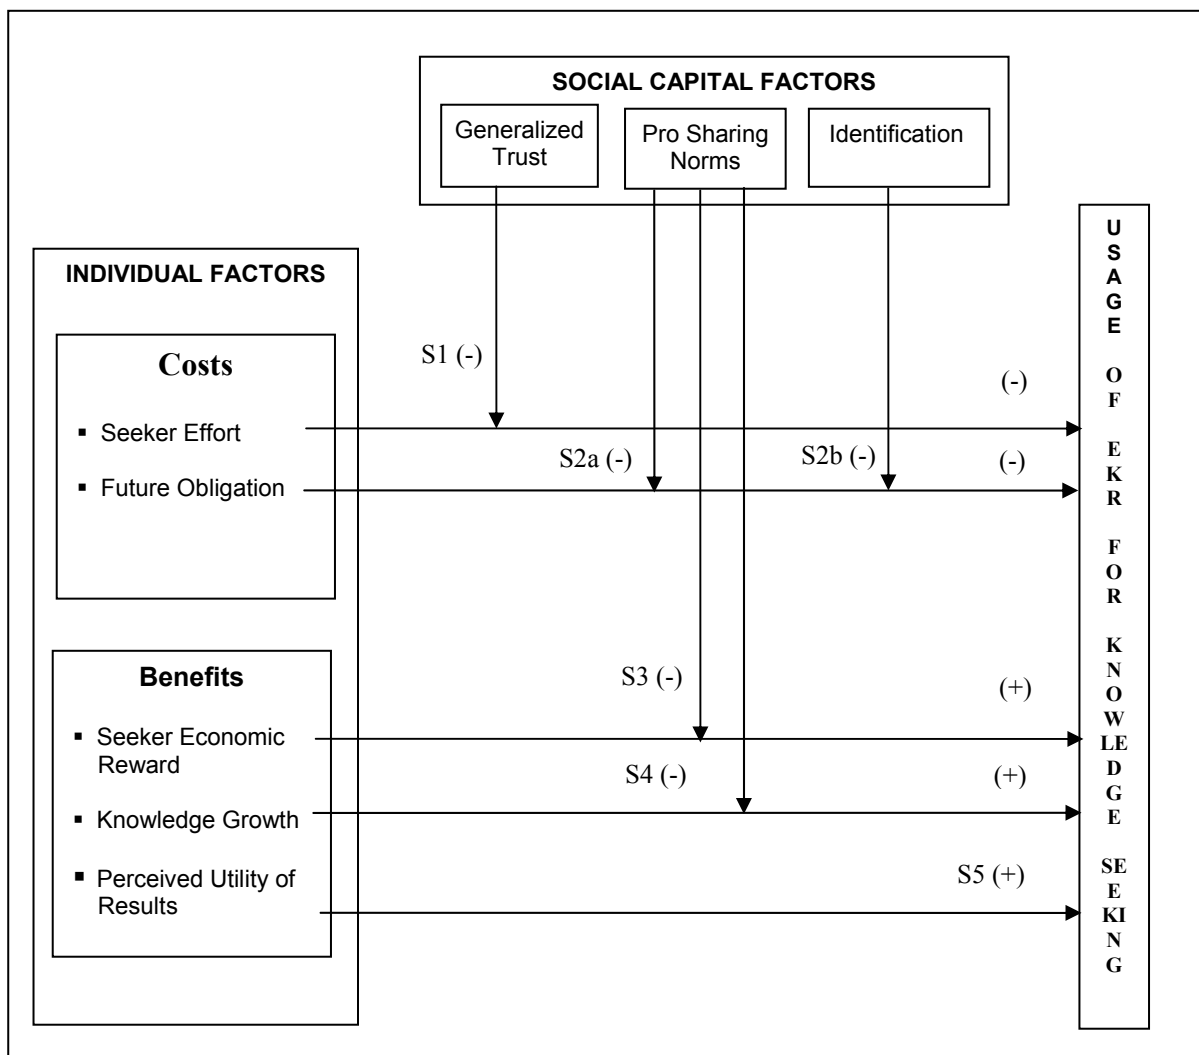 SOCIAL CAPITAL FACTORS
Generalized
Trust
Pro Sharing
Norms
Identification
INDIVIDUAL FACTORS
Costs
▪ Seeker Effort
▪ Future Obligation
S1 (-)
(-)
S2a (-)
S2b (-)
(-)
Benefits
▪ Seeker Economic
Reward
▪ Knowledge Growth
▪ Perceived Utility of
Results
S3 (-)
(+)
S4 (-)
(+)
S5 (+)
U
S
A
G
E
O
F
E
K
R
F
O
R
K
N
O
W
LE
D
G
E
SE
E
KI
N
G